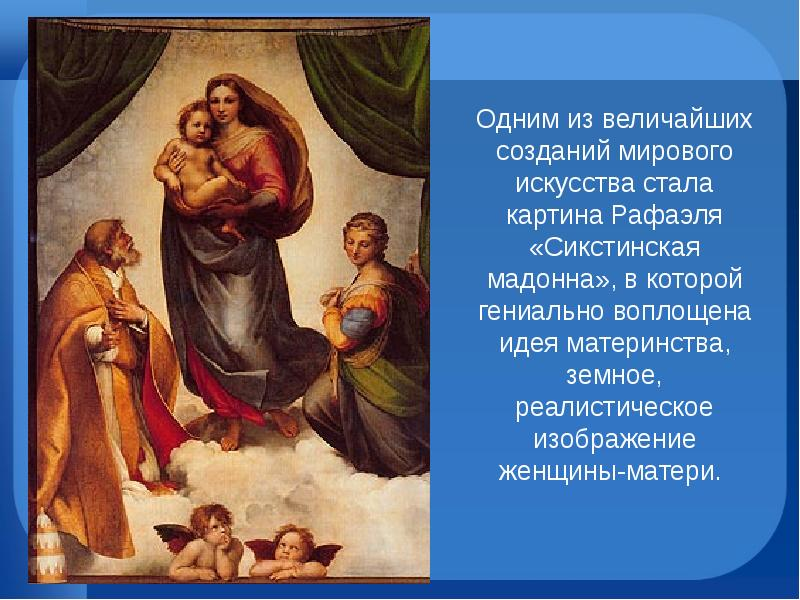 Одним из величайших
созданий мирового
искусства стала
картина Рафаэля
«Сикстинская
мадонна», в которой
гениально воплощена
идея материнства,
земное,
реалистическое
изображение
женщины-матери.